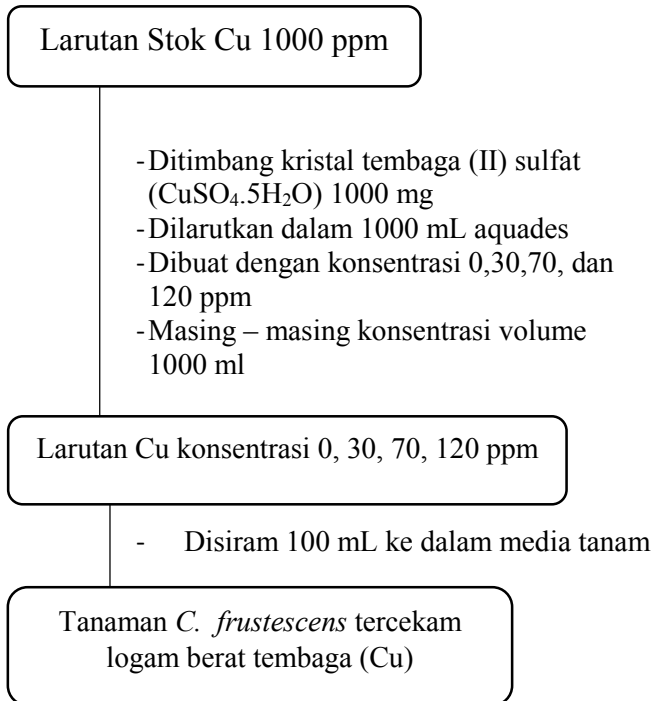 Larutan Stok Cu 1000 ppm
-Ditimbang kristal tembaga (II) sulfat
(CuSO₄.5H₂O) 1000 mg
-Dilarutkan dalam 1000 mL aquades
-Dibuat dengan konsentrasi 0,30,70, dan
120 ppm
-Masing – masing konsentrasi volume
1000 ml
Larutan Cu konsentrasi 0, 30, 70, 120 ppm
- Disiram 100 mL ke dalam media tanam
Tanaman C. frustescens tercekam
logam berat tembaga (Cu)